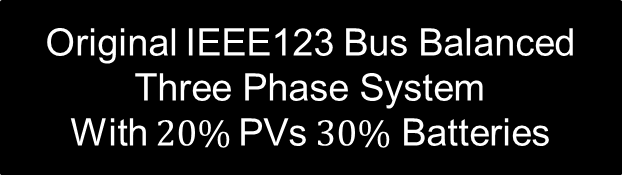 Original IEEE123 Bus Balanced
Three Phase System
With 20% PVs 30% Batteries